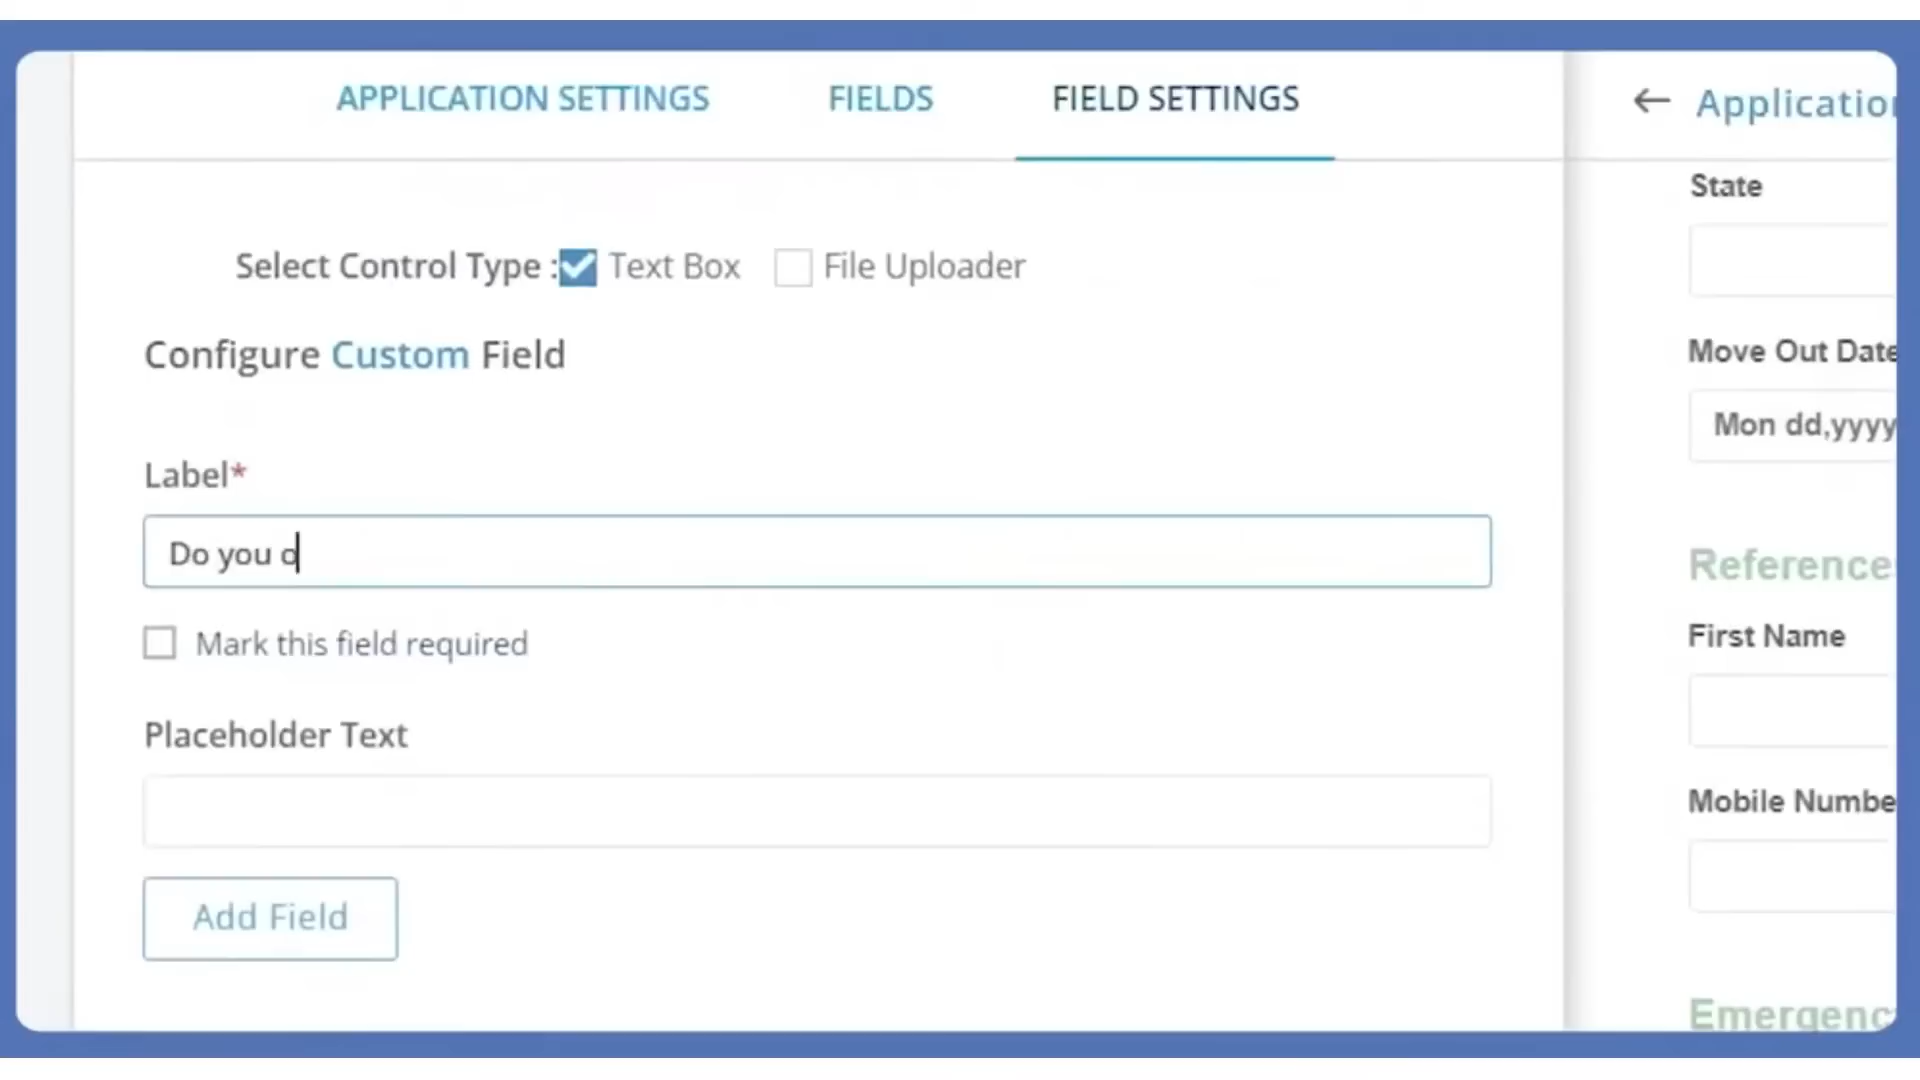 APPLICATION SETTINGS FIELDS FIELD SETTINGS
Select Control Type : Text Box File Uploader
Configure Custom Field
Label*
Do you o
Mark this field required
Placeholder Text
Add Field
← Application
State
Move Out Date
Mon dd,yyyy
Reference
First Name
Mobile Numbe
Emergenc